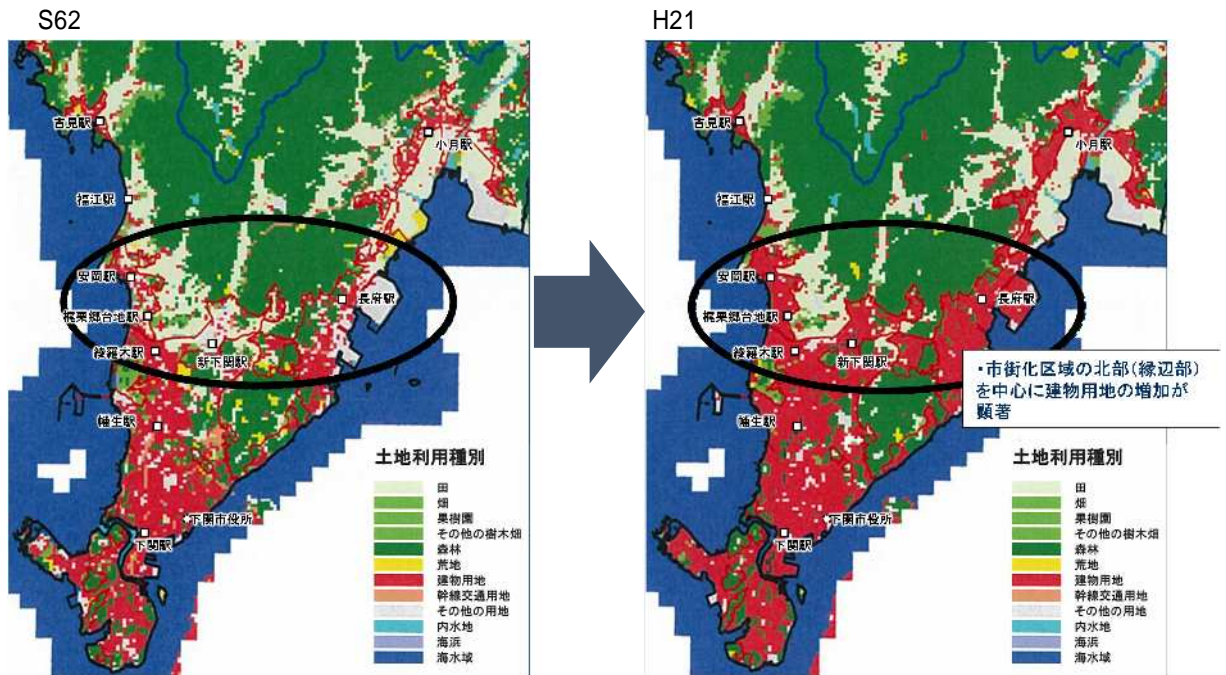 S62
H21
吉見駅
小月駅
福江駅
安岡駅
長府駅
梶栗郷台地駅
綾羅木駅
新下関駅
幡生駅
土地利用種別
田
畑
果樹園
その他の樹木畑
森林
荒地
建物用地
幹線交通用地
その他の用地
内水地
海浜
海水域
下関市役所
下関駅
吉見駅
小月駅
福江駅
安岡駅
長府駅
梶栗郷台地駅
綾羅木駅
新下関駅
・市街化区域の北部(縁辺部)
を中心に建物用地の増加が
顕著
幡生駅
土地利用種別
田
畑
果樹園
その他の樹木畑
森林
荒地
建物用地
幹線交通用地
その他の用地
内水地
海浜
海水域
下関市役所
下関駅